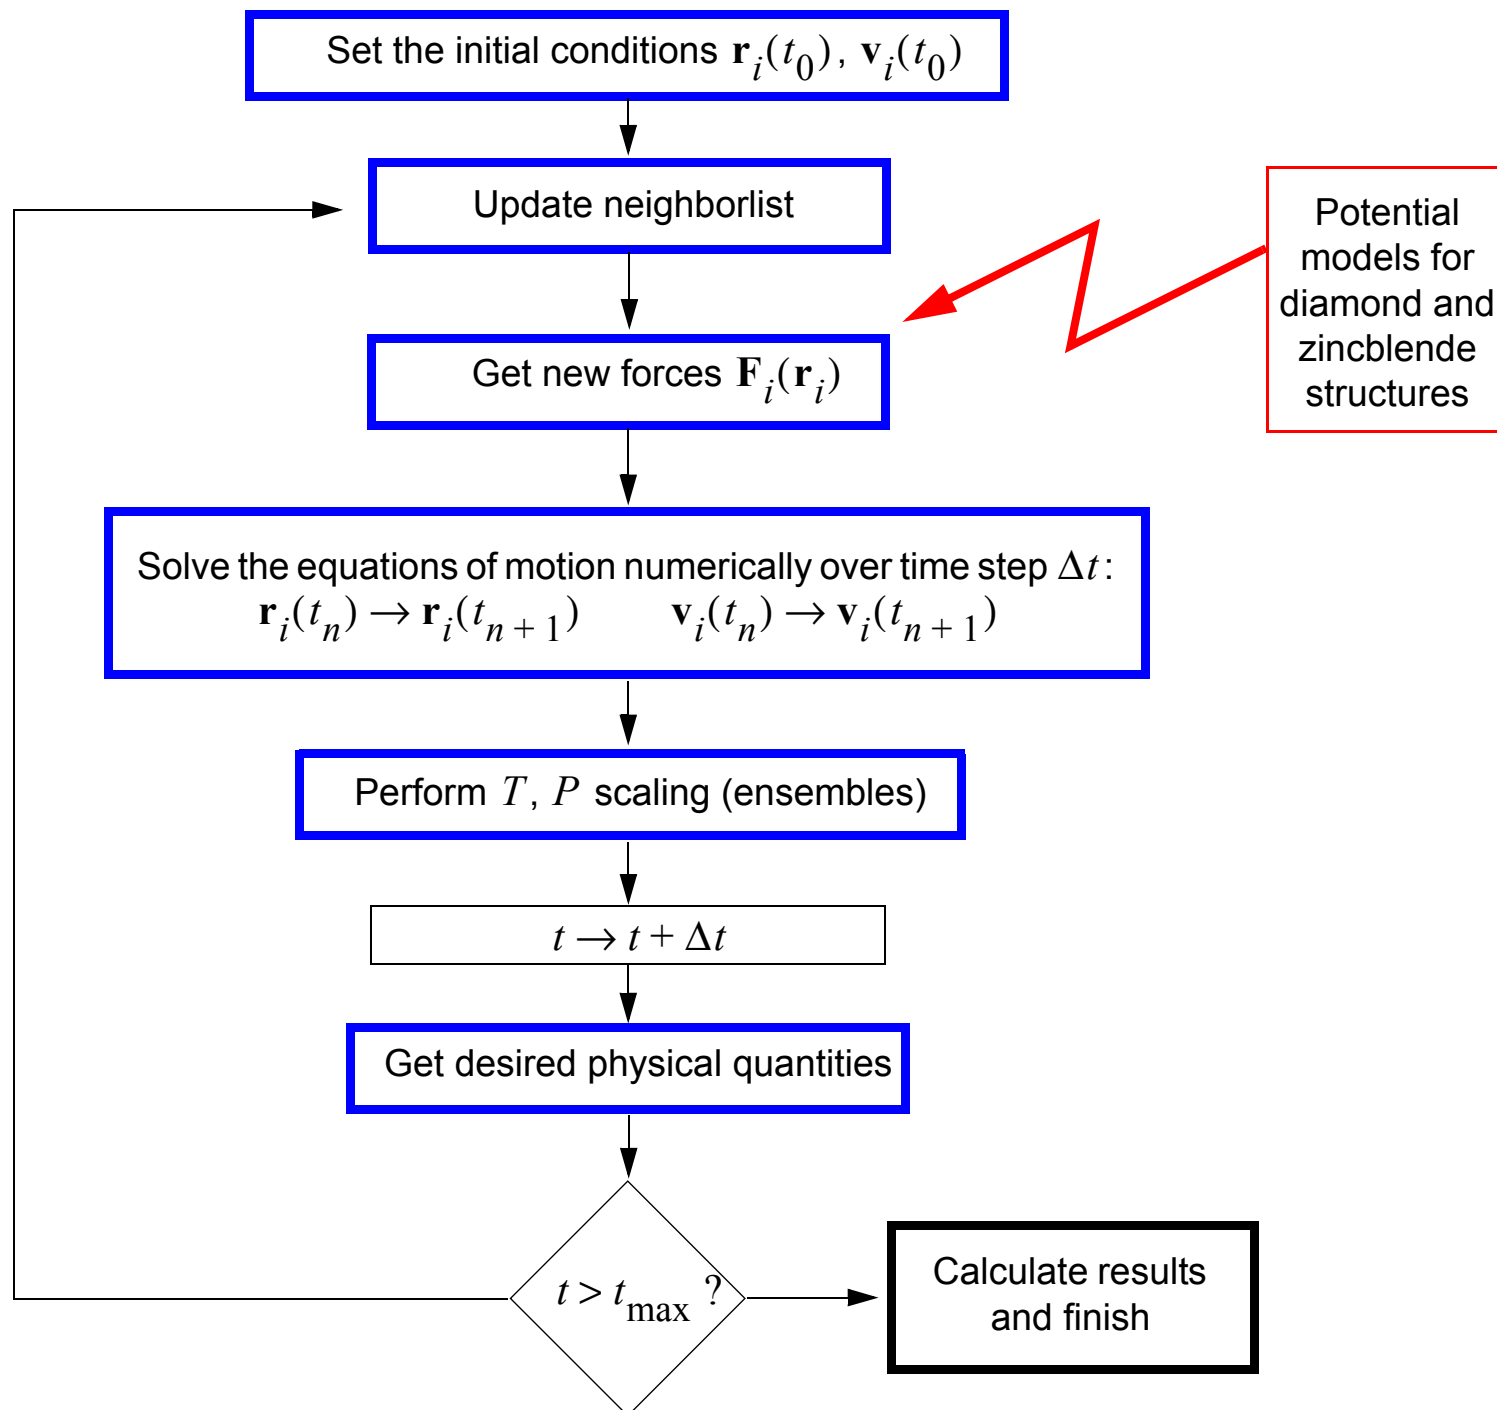 Set the initial conditions r_i(t_0), v_i(t_0)
Update neighborlist
Potential
models for
diamond and
zincblende
structures
Get new forces F_i(r_i)
Solve the equations of motion numerically over time step Δt:
r_i(t_n) → r_i(t_{n + 1}) v_i(t_n) → v_i(t_{n + 1})
Perform T, P scaling (ensembles)
t → t + Δt
Get desired physical quantities
t > t_max ?
Calculate results
and finish